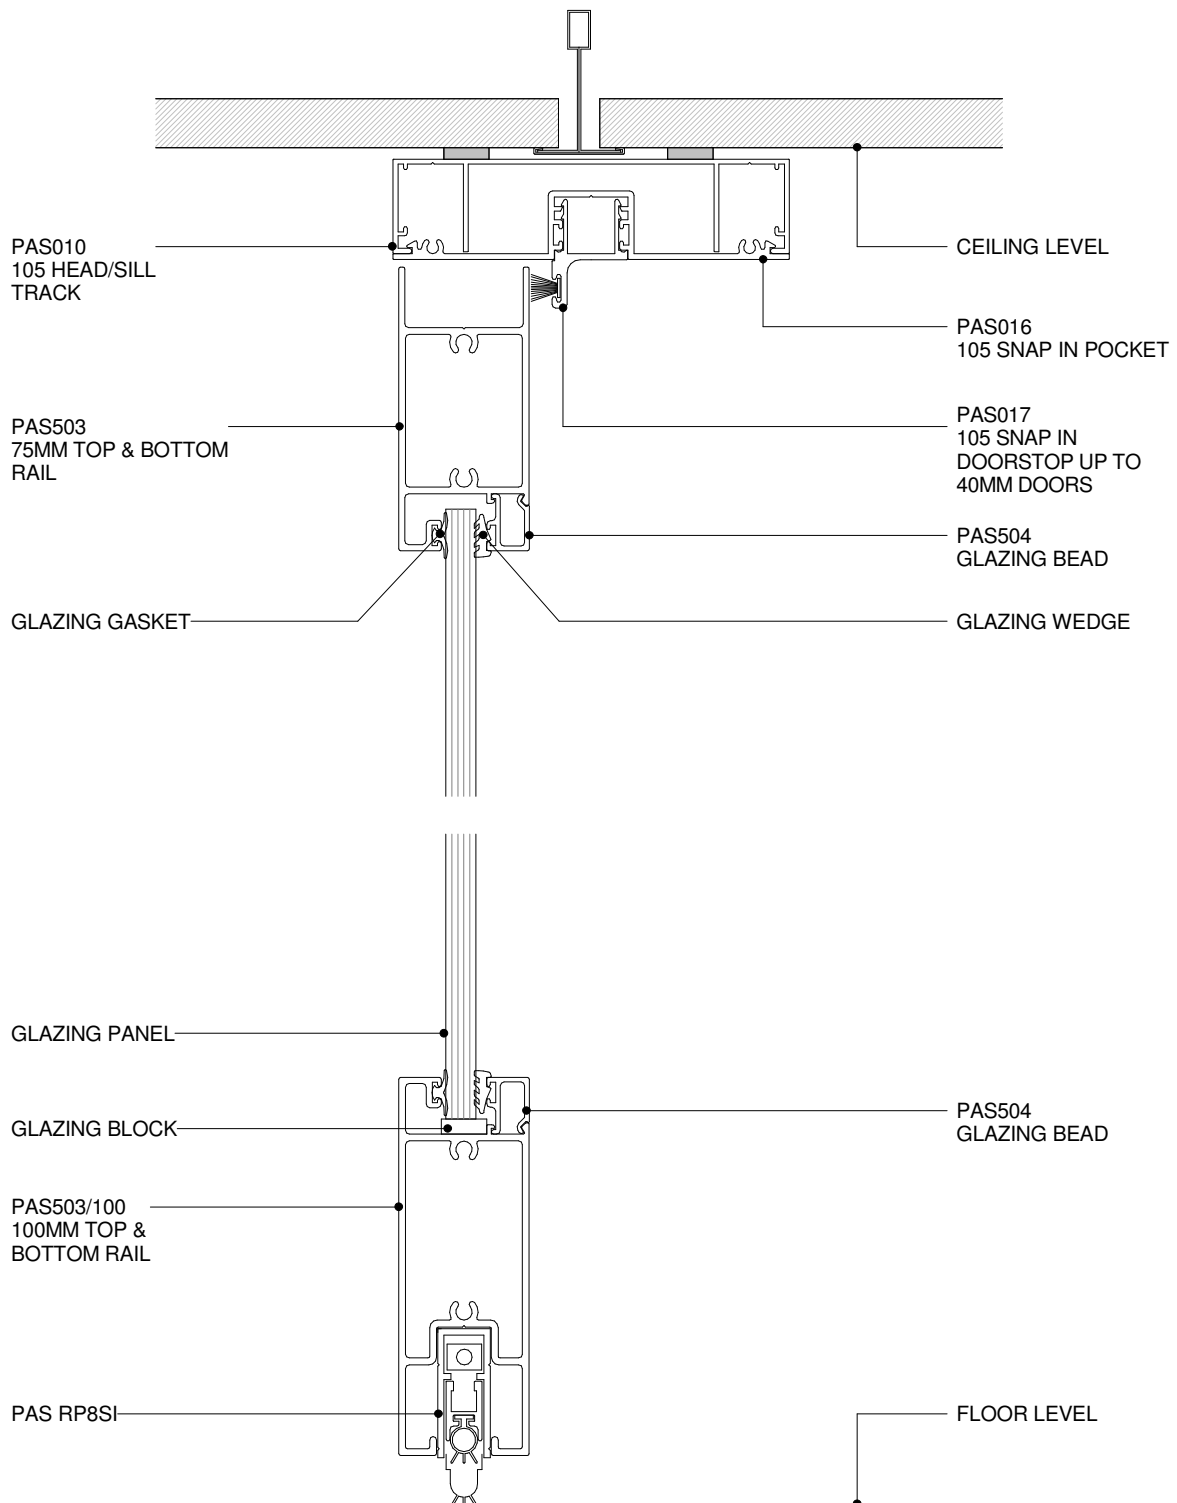 PAS010
105 HEAD/SILL
TRACK
CEILING LEVEL
PAS016
105 SNAP IN POCKET
PAS503
75MM TOP & BOTTOM
RAIL
PAS017
105 SNAP IN
DOORSTOP UP TO
40MM DOORS
PAS504
GLAZING BEAD
GLAZING GASKET
GLAZING WEDGE
GLAZING PANEL
GLAZING BLOCK
PAS504
GLAZING BEAD
PAS503/100
100MM TOP &
BOTTOM RAIL
PAS RP8SI
FLOOR LEVEL